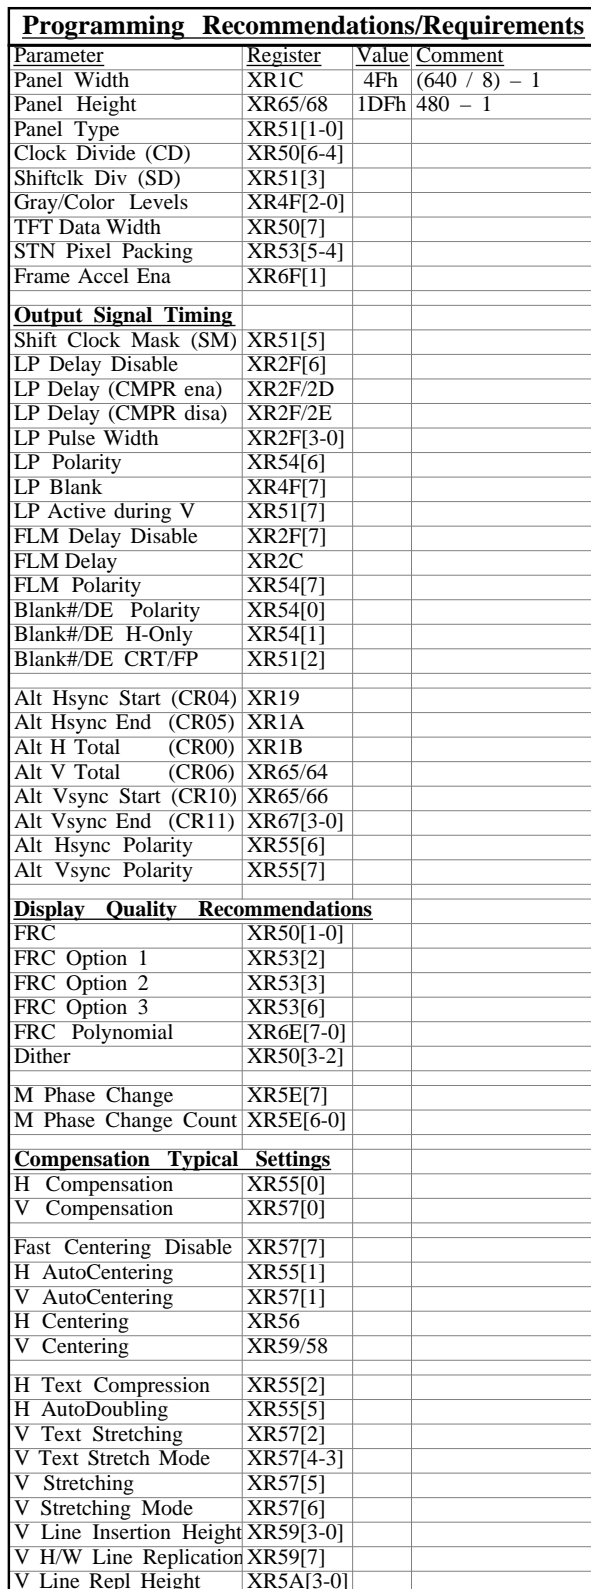 Programming Recommendations/Requirements
Parameter Register Value Comment
Panel Width XR1C 4Fh (640 / 8) – 1
Panel Height XR65/68 1DFh 480 – 1
Panel Type XR51[1-0]
Clock Divide (CD) XR50[6-4]
Shiftclk Div (SD) XR51[3]
Gray/Color Levels XR4F[2-0]
TFT Data Width XR50[7]
STN Pixel Packing XR53[5-4]
Frame Accel Ena XR6F[1]
Output Signal Timing
Shift Clock Mask (SM) XR51[5]
LP Delay Disable XR2F[6]
LP Delay (CMPR ena) XR2F/2D
LP Delay (CMPR disa) XR2F/2E
LP Pulse Width XR2F[3-0]
LP Polarity XR54[6]
LP Blank XR4F[7]
LP Active during V XR51[7]
FLM Delay Disable XR2F[7]
FLM Delay XR2C
FLM Polarity XR54[7]
Blank#/DE Polarity XR54[0]
Blank#/DE H-Only XR54[1]
Blank#/DE CRT/FP XR51[2]
Alt Hsync Start (CR04) XR19
Alt Hsync End (CR05) XR1A
Alt H Total (CR00) XR1B
Alt V Total (CR06) XR65/64
Alt Vsync Start (CR10) XR65/66
Alt Vsync End (CR11) XR67[3-0]
Alt Hsync Polarity XR55[6]
Alt Vsync Polarity XR55[7]
Display Quality Recommendations
FRC XR50[1-0]
FRC Option 1 XR53[2]
FRC Option 2 XR53[3]
FRC Option 3 XR53[6]
FRC Polynomial XR6E[7-0]
Dither XR50[3-2]
M Phase Change XR5E[7]
M Phase Change Count XR5E[6-0]
Compensation Typical Settings
H Compensation XR55[0]
V Compensation XR57[0]
Fast Centering Disable XR57[7]
H AutoCentering XR55[1]
V AutoCentering XR57[1]
H Centering XR56
V Centering XR59/58
H Text Compression XR55[2]
H AutoDoubling XR55[5]
V Text Stretching XR57[2]
V Text Stretch Mode XR57[4-3]
V Stretching XR57[5]
V Stretching Mode XR57[6]
V Line Insertion Height XR59[3-0]
V H/W Line Replication XR59[7]
V Line Repl Height XR5A[3-0]